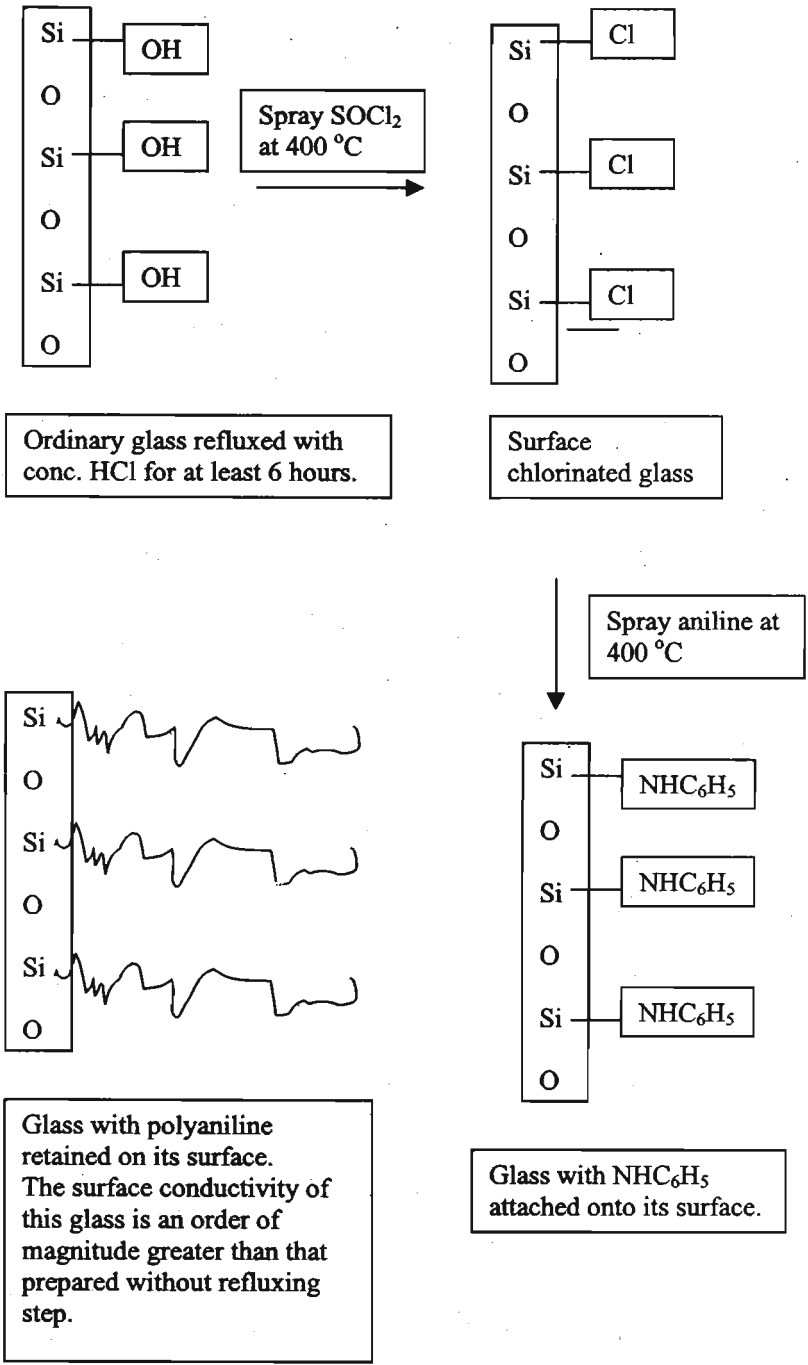 Si
OH
O
Si
OH
O
Si
OH
O
Spray SOCl₂
at 400 °C
Si
Cl
O
Si
Cl
O
Si
Cl
O
Ordinary glass refluxed with
conc. HCl for at least 6 hours.
Surface
chlorinated glass
Spray aniline at
400 °C
Si
NHC₆H₅
O
Si
NHC₆H₅
O
Si
NHC₆H₅
O
Glass with NHC₆H₅
attached onto its surface.
Si
O
Si
O
Si
O
Glass with polyaniline
retained on its surface.
The surface conductivity of
this glass is an order of
magnitude greater than that
prepared without refluxing
step.